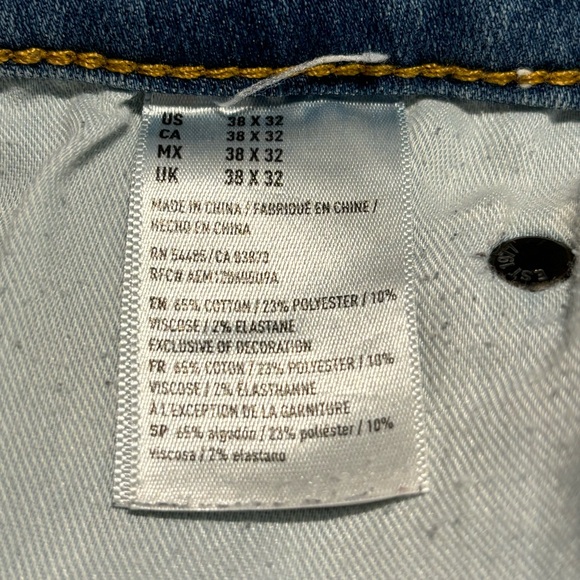 US 38 X 32
CA 38 X 32
MX 38 X 32
UK 38 X 32
MADE IN CHINA / FABRIQUÉ EN CHINE /
HECHO EN CHINA
RN 54485/CA 03873
RFC#
EN 65% COTTON / 23% POLYESTER / 10%
VISCOSE / 2% ELASTANE
EXCLUSIVE OF DECORATION
FR 65% COTON / 23% POLYESTER / 10%
VISCOSE / 2% ÉLASTHANNE
À L'EXCEPTION DE LA GARNITURE
SP 65% algodón / 23% poliéster / 10%
viscosa / 2% elastano
EST